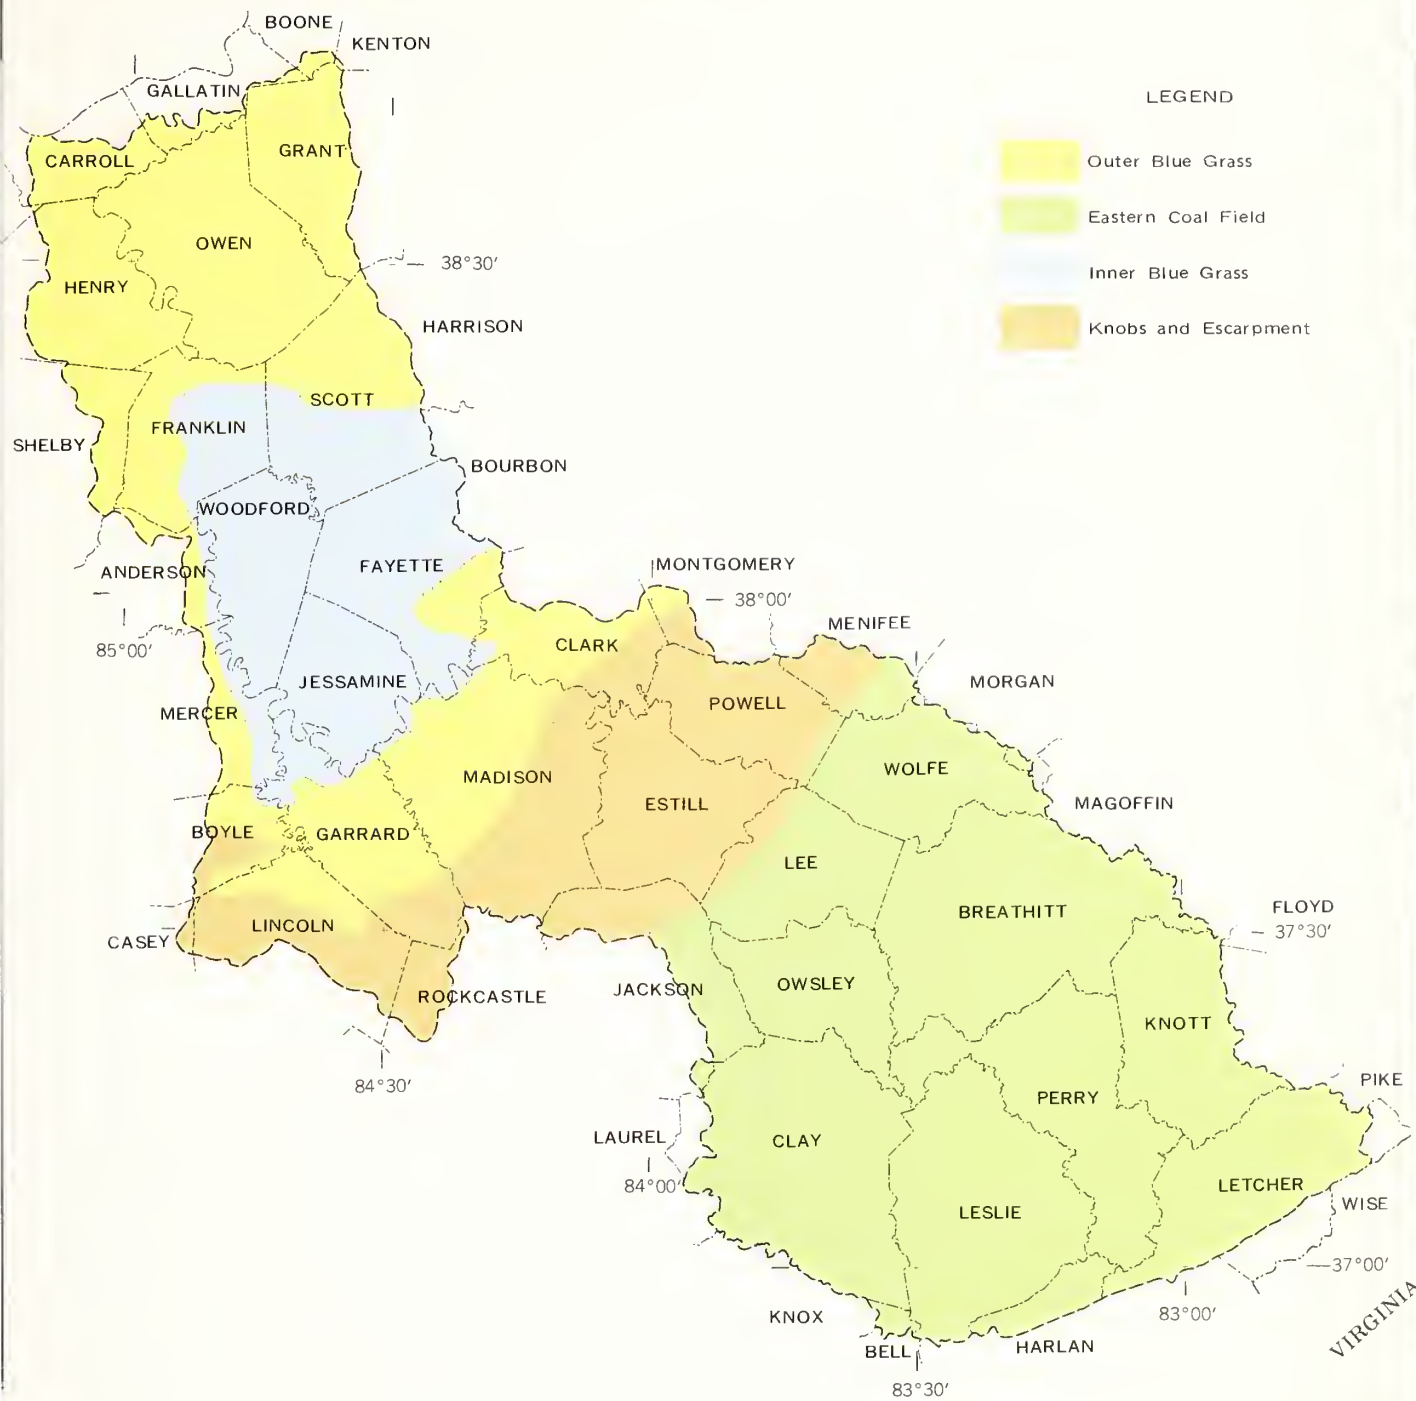 BOONE
KENTON
GALLATIN
LEGEND
GRANT
CARROLL
Outer Blue Grass
Eastern Coal Field
OWEN
38°30′
Inner Blue Grass
HENRY
HARRISON
Knobs and Escarpment
SCOTT
FRANKLIN
SHELBY
BOURBON
WOODFORD
FAYETTE
MONTGOMERY
ANDERSON
38°00′
MENIFEE
85°00′
CLARK
JESSAMINE
MORGAN
POWELL
MERCER
WOLFE
MADISON
ESTILL
MAGOFFIN
BOYLE
GARRARD
LEE
BREATHITT
FLOYD
LINCOLN
37°30′
CASEY
OWSLEY
JACKSON
ROCKCASTLE
KNOTT
84°30′
PIKE
PERRY
LAUREL
CLAY
84°00′
LETCHER
WISE
LESLIE
37°00′
83°00′
KNOX
VIRGINIA
HARLAN
BELL
83°30′